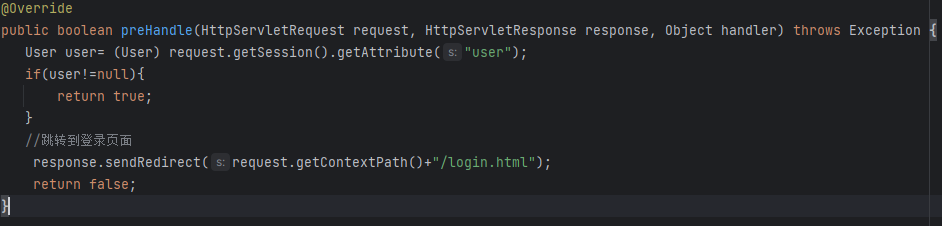 @Override
public boolean preHandle(HttpServletRequest request, HttpServletResponse response, Object handler) throws Exception {
User user= (User) request.getSession().getAttribute( s: "user");
if(user!=null){
return true;
}
//跳转到登录页面
response.sendRedirect( s: request.getContextPath()+"/login.html");
return false;
}